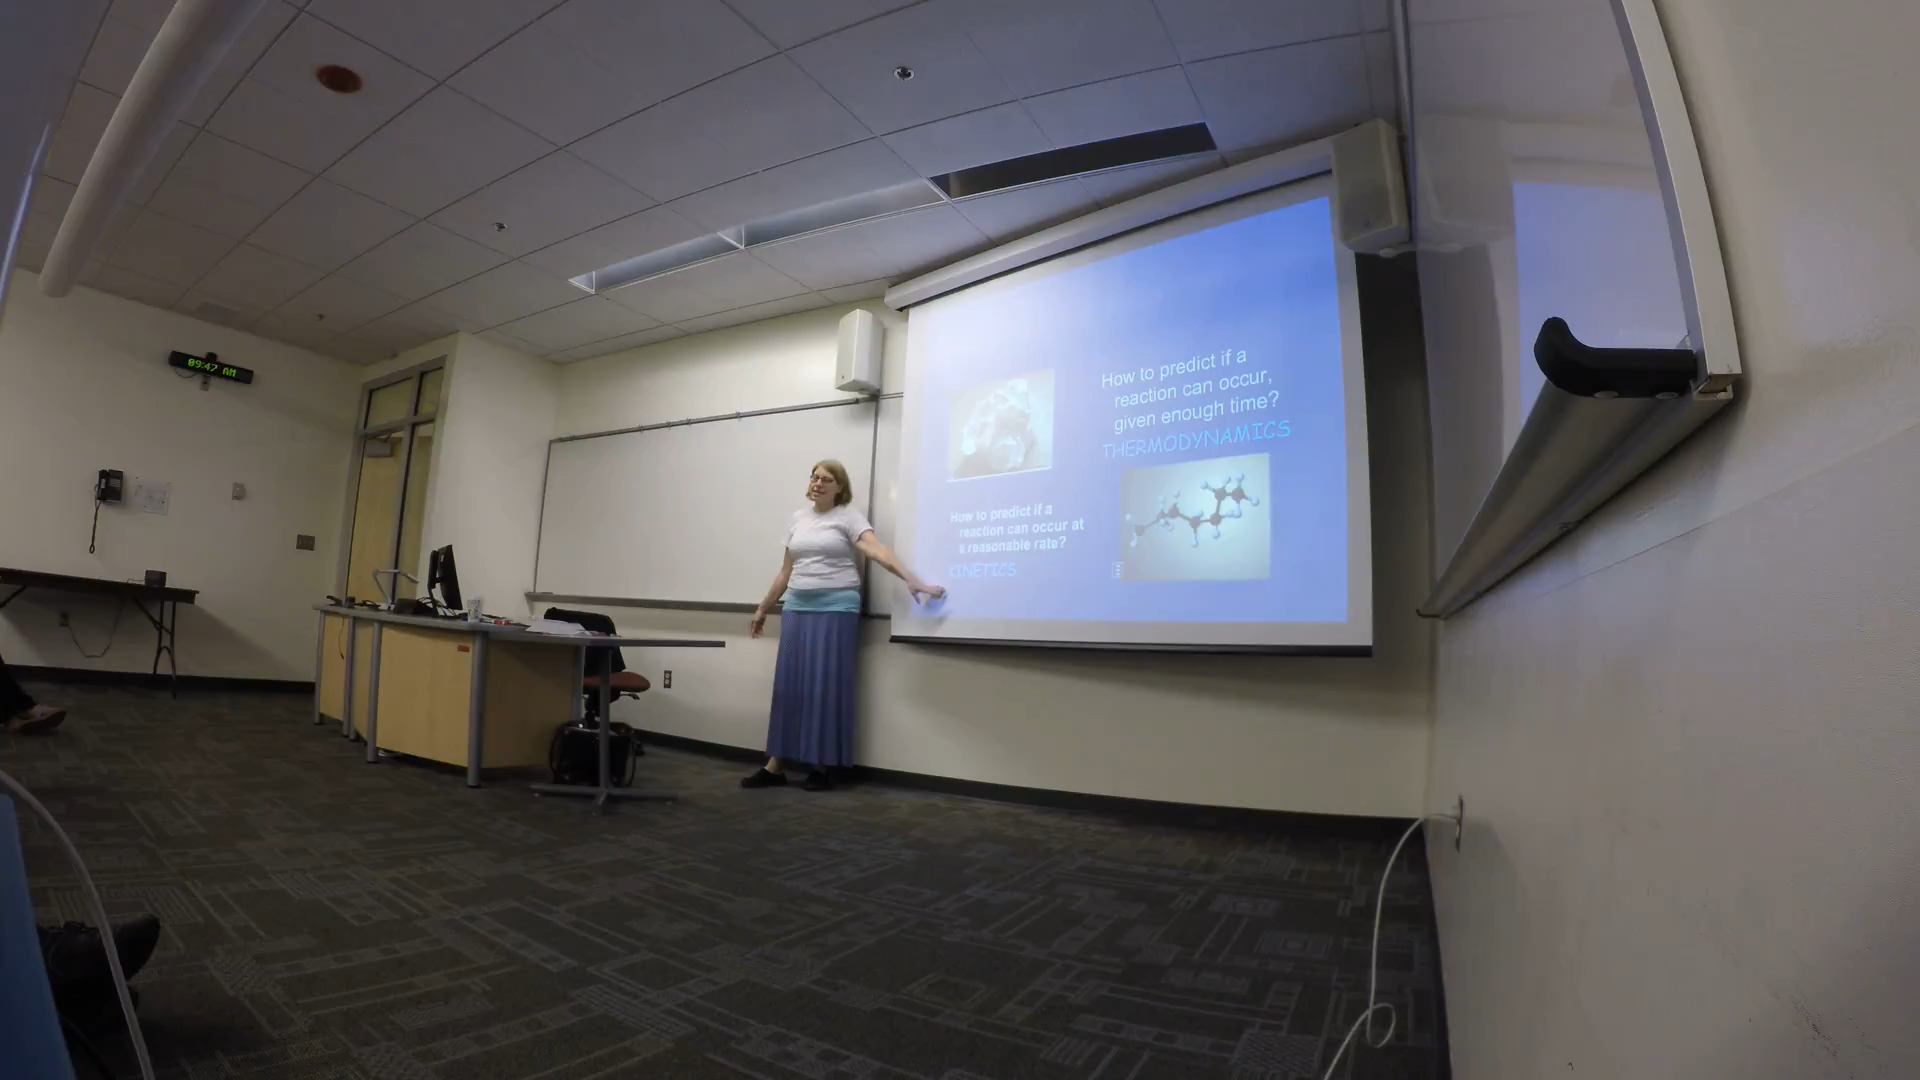 09:47 AM
How to predict if a
reaction can occur,
given enough time?
THERMODYNAMICS
How to predict if a
reaction can occur at
a reasonable rate?
KINETICS